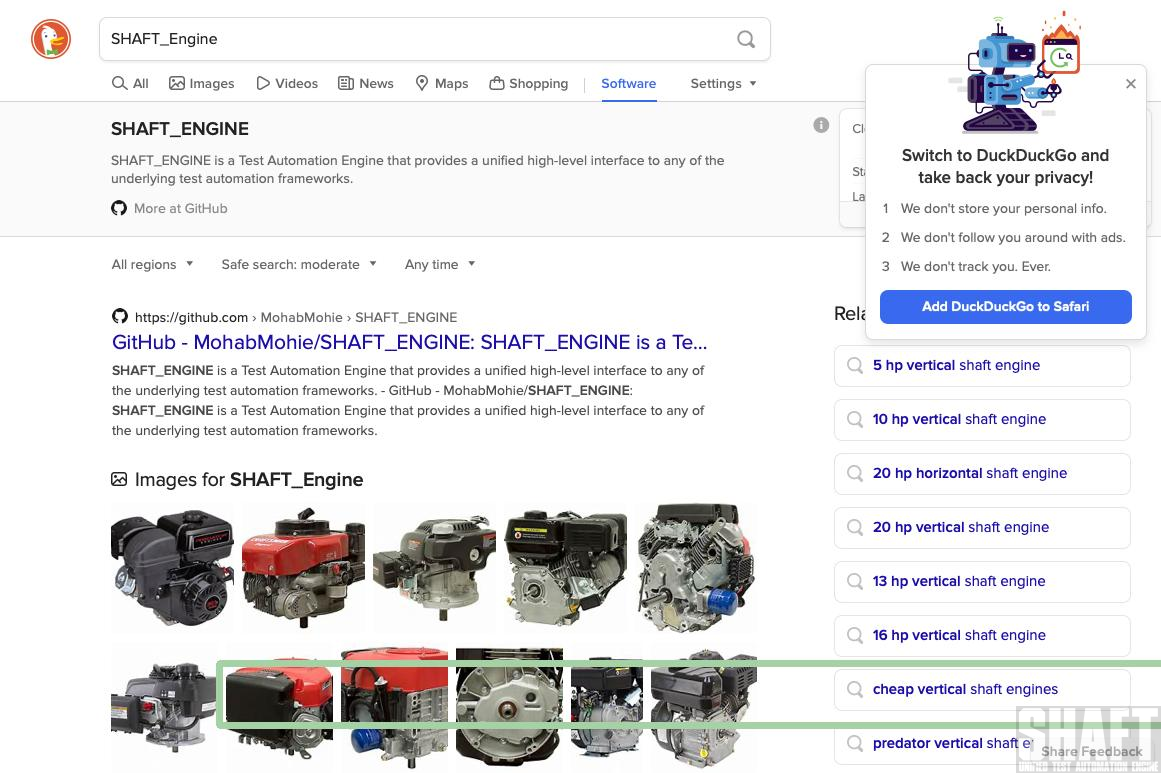 SHAFT_Engine
All Images Videos News Maps Shopping Software Settings
SHAFT_ENGINE
SHAFT_ENGINE is a Test Automation Engine that provides a unified high-level interface to any of the
underlying test automation frameworks.
More at GitHub
Switch to DuckDuckGo and
take back your privacy!
1 We don't store your personal info.
2 We don't follow you around with ads.
3 We don't track you. Ever.
Add DuckDuckGo to Safari
All regions Safe search: moderate Any time
https://github.com › MohabMohie › SHAFT_ENGINE
GitHub - MohabMohie/SHAFT_ENGINE: SHAFT_ENGINE is a Te...
SHAFT_ENGINE is a Test Automation Engine that provides a unified high-level interface to any of
the underlying test automation frameworks. - GitHub - MohabMohie/SHAFT_ENGINE:
SHAFT_ENGINE is a Test Automation Engine that provides a unified high-level interface to any of
the underlying test automation frameworks.
Images for SHAFT_Engine
5 hp vertical shaft engine
10 hp vertical shaft engine
20 hp horizontal shaft engine
20 hp vertical shaft engine
13 hp vertical shaft engine
16 hp vertical shaft engine
cheap vertical shaft engines
predator vertical shaft
Share Feedback
SHAFT